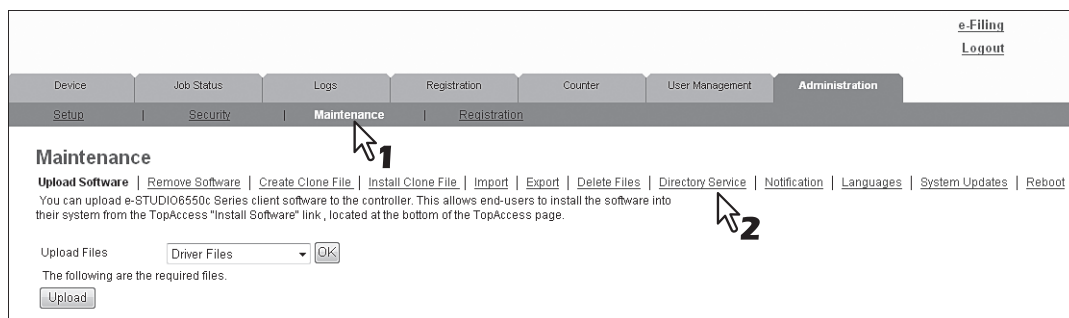 e-Filing
Logout
Device Job Status Logs Registration Counter User Management Administration
Setup | Security | Maintenance | Registration
1
Maintenance
Upload Software | Remove Software | Create Clone File | Install Clone File | Import | Export | Delete Files | Directory Service | Notification | Languages | System Updates | Reboot
You can upload e-STUDIO6550c Series client software to the controller. This allows end-users to install the software into
their system from the TopAccess "Install Software" link , located at the bottom of the TopAccess page.
2
Upload Files Driver Files OK
The following are the required files.
Upload